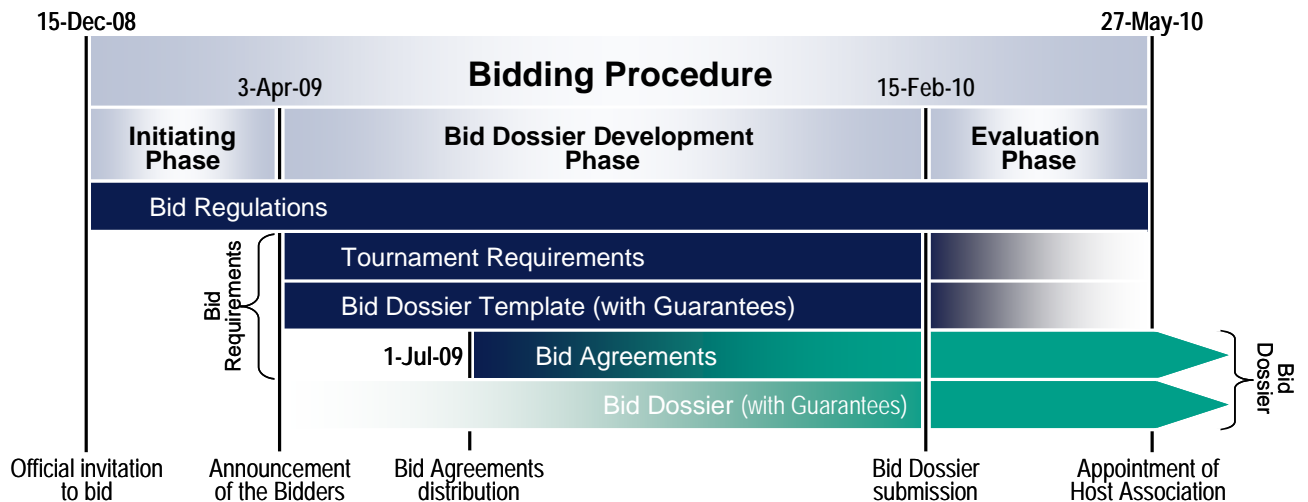 15-Dec-08
27-May-10
Bidding Procedure
3-Apr-09
15-Feb-10
Initiating
Phase
Bid Dossier Development
Phase
Evaluation
Phase
Bid Regulations
Bid
Requirements
Tournament Requirements
Bid Dossier Template (with Guarantees)
1-Jul-09
Bid Agreements
Bid Dossier (with Guarantees)
Bid
Dossier
Official invitation
to bid
Announcement
of the Bidders
Bid Agreements
distribution
Bid Dossier
submission
Appointment of
Host Association